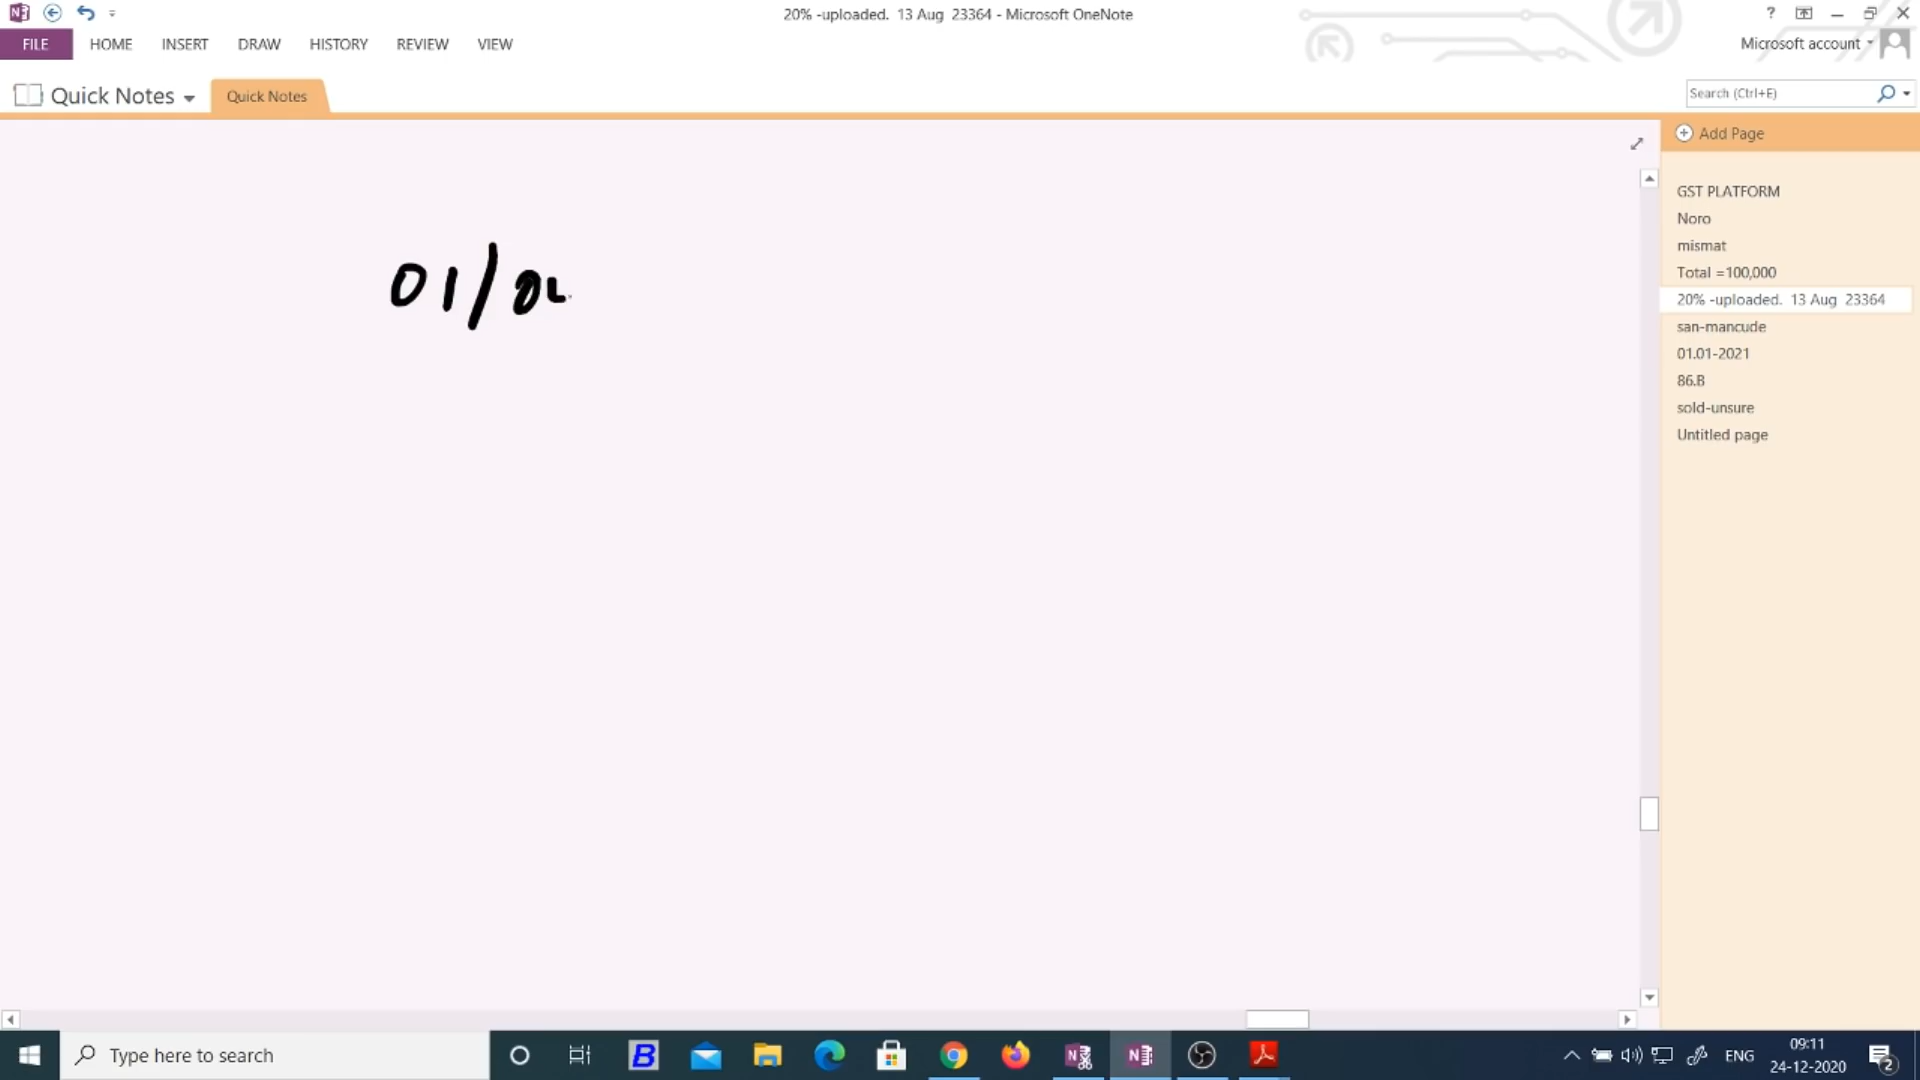 20% -uploaded.  13 Aug  23364 - Microsoft OneNote
?
FILE HOME INSERT DRAW HISTORY REVIEW VIEW
Microsoft account
Quick Notes Quick Notes
Search (Ctrl+E)
Add Page
GST PLATFORM
Noro
mismat
Total =100,000
20% -uploaded.  13 Aug  23364
san-mancude
01.01-2021
86.B
sold-unsure
Untitled page
01/0
Type here to search
B
ENG
09:11
24-12-2020
2